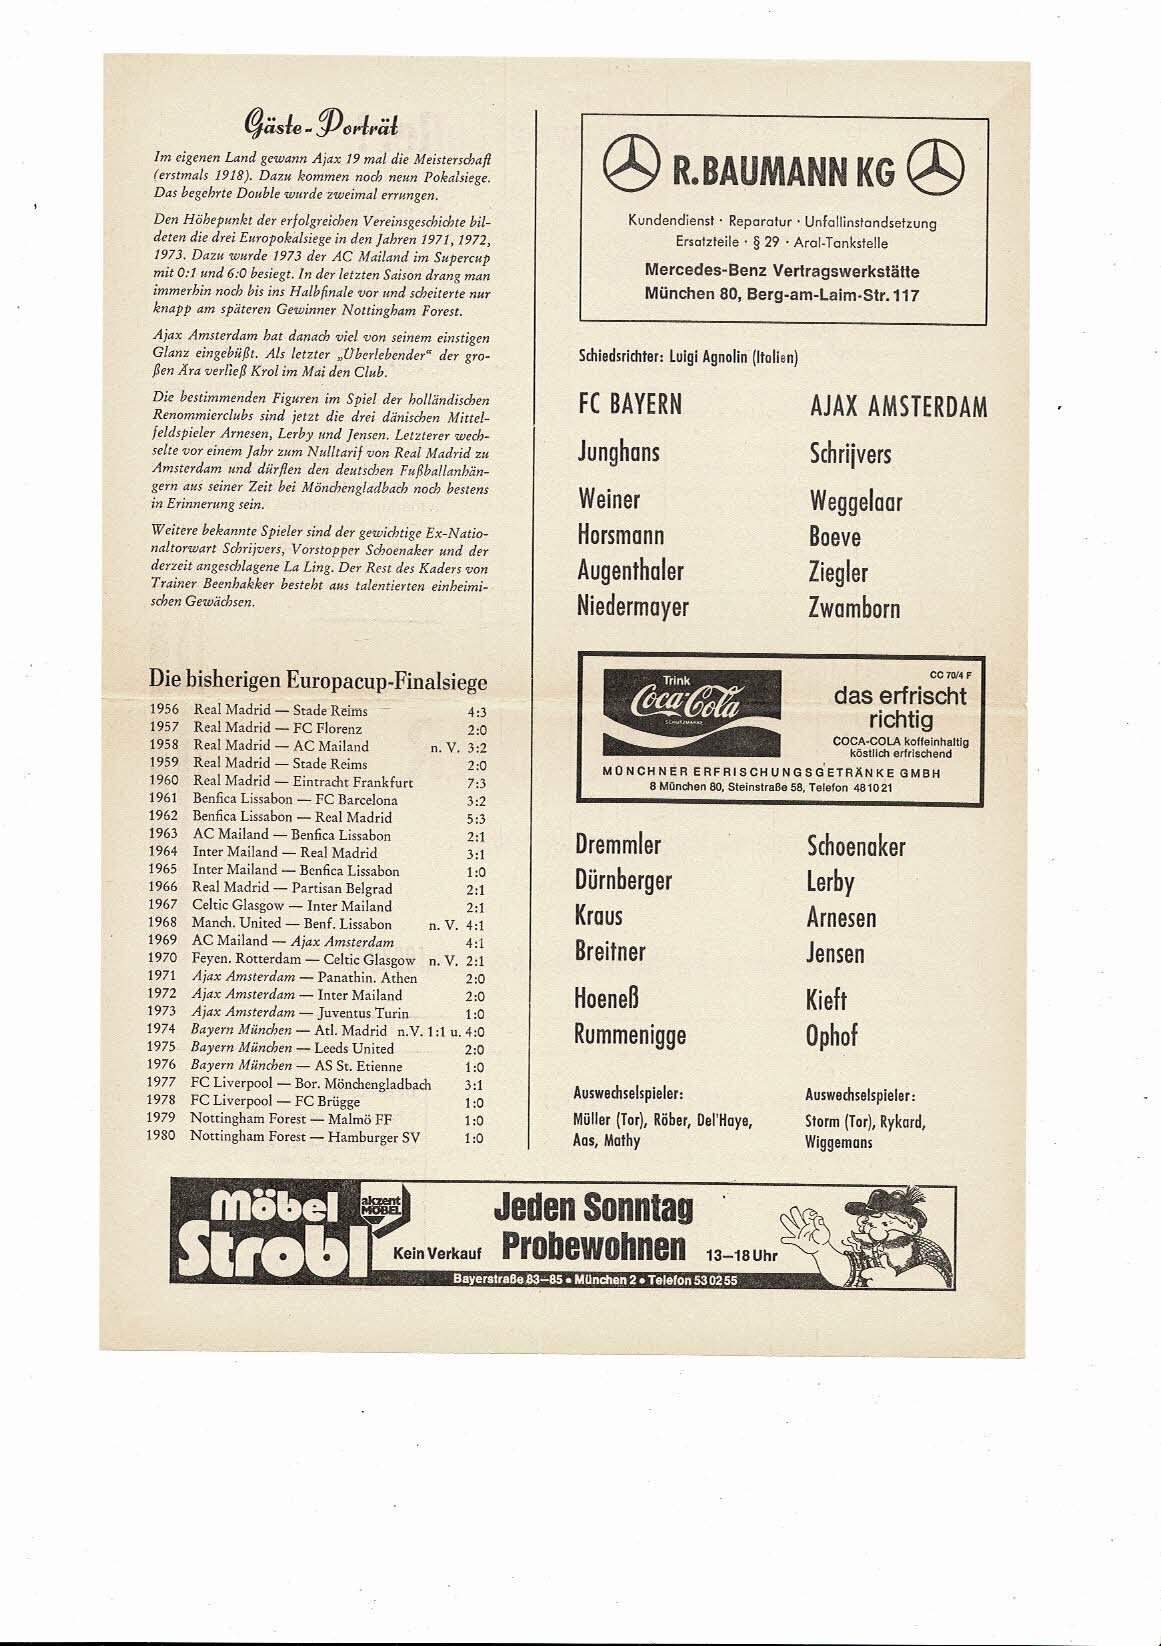 Gäste-Porträt
Im eigenen Land gewann Ajax 19 mal die Meisterschaft
(erstmals 1918). Dazu kommen noch neun Pokalsiege.
Das begehrte Double wurde zweimal errungen.
Den Höhepunkt der erfolgreichen Vereinsgeschichte bil-
deten die drei Europokalsiege in den Jahren 1971, 1972,
1973. Dazu wurde 1973 der AC Mailand im Supercup
mit 0:1 und 6:0 besiegt. In der letzten Saison drang man
immerhin noch bis ins Halbfinale vor und scheiterte nur
knapp am späteren Gewinner Nottingham Forest.
Ajax Amsterdam hat danach viel von seinem einstigen
Glanz eingebüßt. Als letzter „Überlebender“ der gro-
ßen Ära verließ Krol im Mai den Club.
Die bestimmenden Figuren im Spiel der holländischen
Renommierclubs sind jetzt die drei dänischen Mittel-
feldspieler Arnesen, Lerby und Jensen. Letzterer wech-
selte vor einem Jahr zum Nulltarif von Real Madrid zu
Amsterdam und dürften den deutschen Fußballanhän-
gern aus seiner Zeit bei Mönchengladbach noch bestens
in Erinnerung sein.
Weitere bekannte Spieler sind der gewichtige Ex-Natio-
naltorwart Schrijvers, Vorstopper Schoenaker und der
derzeit angeschlagene La Ling. Der Rest des Kaders von
Trainer Beenhakker besteht aus talentierten einheimi-
schen Gewächsen.
Die bisherigen Europacup-Finalsiege
1956 Real Madrid — Stade Reims 4:3
1957 Real Madrid — FC Florenz 2:0
1958 Real Madrid — AC Mailand n. V. 3:2
1959 Real Madrid — Stade Reims 2:0
1960 Real Madrid — Eintracht Frankfurt 7:3
1961 Benfica Lissabon — FC Barcelona 3:2
1962 Benfica Lissabon — Real Madrid 5:3
1963 AC Mailand — Benfica Lissabon 2:1
1964 Inter Mailand — Real Madrid 3:1
1965 Inter Mailand — Benfica Lissabon 1:0
1966 Real Madrid — Partisan Belgrad 2:1
1967 Celtic Glasgow — Inter Mailand 2:1
1968 Manch. United — Benf. Lissabon n. V. 4:1
1969 AC Mailand — Ajax Amsterdam 4:1
1970 Feyen. Rotterdam — Celtic Glasgow n. V. 2:1
1971 Ajax Amsterdam — Panathin. Athen 2:0
1972 Ajax Amsterdam — Inter Mailand 2:0
1973 Ajax Amsterdam — Juventus Turin 1:0
1974 Bayern München — Atl. Madrid n.V. 1:1 u. 4:0
1975 Bayern München — Leeds United 2:0
1976 Bayern München — AS St. Etienne 1:0
1977 FC Liverpool — Bor. Mönchengladbach 3:1
1978 FC Liverpool — FC Brügge 1:0
1979 Nottingham Forest — Malmö FF 1:0
1980 Nottingham Forest — Hamburger SV 1:0
R. BAUMANN KG
Kundendienst · Reparatur · Unfallinstandsetzung
Ersatzteile · § 29 · Aral-Tankstelle
Mercedes-Benz Vertragswerkstätte
München 80, Berg-am-Laim-Str. 117
Schiedsrichter: Luigi Agnolin (Italien)
FC BAYERN AJAX AMSTERDAM
Junghans Schrijvers
Weiner Weggelaar
Horsmann Boeve
Augenthaler Ziegler
Niedermayer Zwamborn
CC 70/4 F
Trink
Coca-Cola
SCHUTZMARKE
das erfrischt
richtig
COCA-COLA koffeinhaltig
köstlich erfrischend
MÜNCHNER ERFRISCHUNGSGETRÄNKE GMBH
8 München 80, Steinstraße 58, Telefon 48 10 21
Dremmler Schoenaker
Dürnberger Lerby
Kraus Arnesen
Breitner Jensen
Hoeneß Kieft
Rummenigge Ophof
Auswechselspieler: Auswechselspieler:
Müller (Tor), Röber, Del'Haye, Storm (Tor), Rykard,
Aas, Mathy Wiggemans
Möbel
Strobl
akzent
MÖBEL
Kein Verkauf
Jeden Sonntag
Probewohnen 13–18 Uhr
Bayerstraße 83–85 • München 2 • Telefon 53 02 55